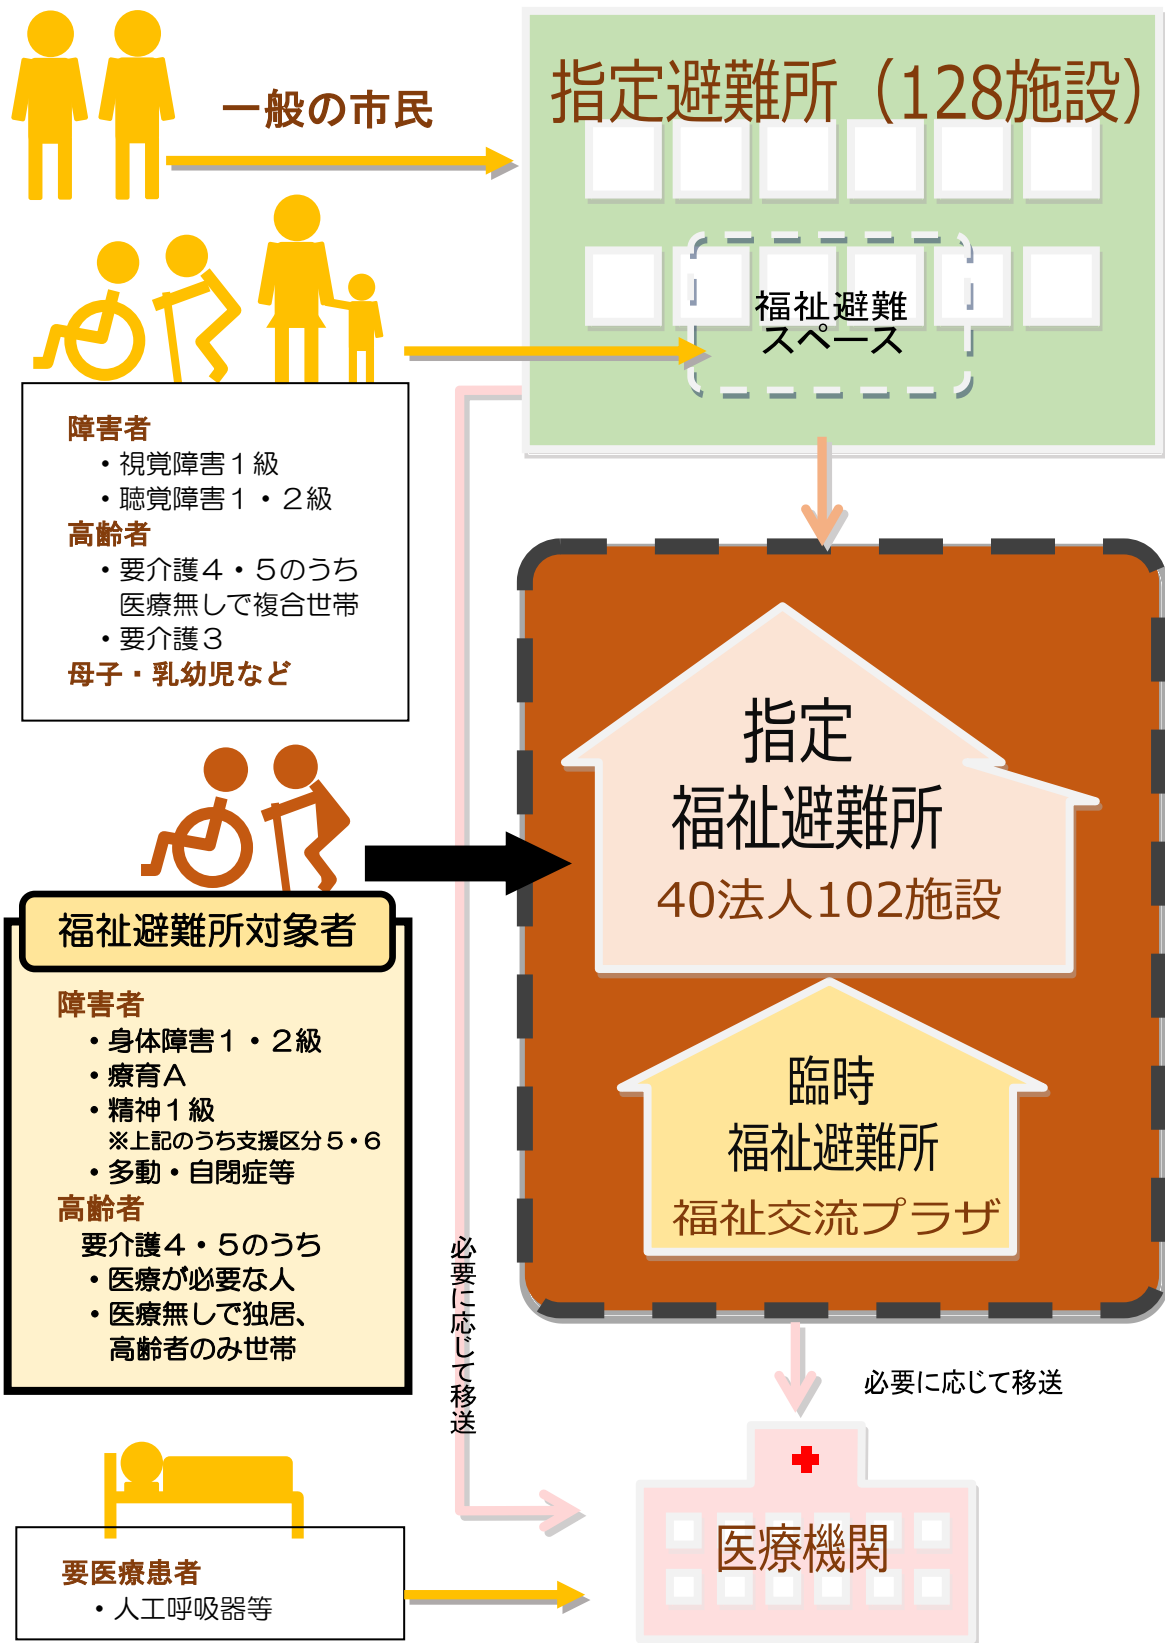 一般の市民
指定避難所（128施設）
福祉避難
スペース
障害者
・視覚障害１級
・聴覚障害１・２級
高齢者
・要介護４・５のうち
医療無しで複合世帯
・要介護３
母子・乳幼児など
指定
福祉避難所
40法人102施設
福祉避難所対象者
障害者
・身体障害１・２級
・療育Ａ
・精神１級
※上記のうち支援区分５・６
・多動・自閉症等
高齢者
要介護４・５のうち
・医療が必要な人
・医療無しで独居、
高齢者のみ世帯
臨時
福祉避難所
福祉交流プラザ
必要に応じて移送
必要に応じて移送
医療機関
要医療患者
・人工呼吸器等